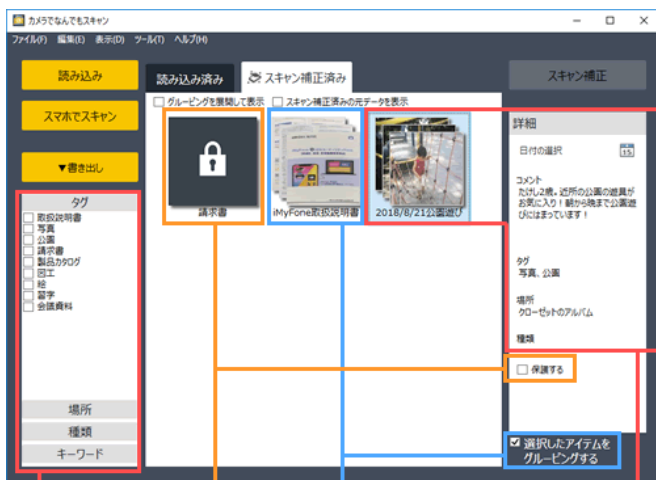 カメラでなんでもスキャン
ファイル(F) 編集(E) 表示(D) ツール(T) ヘルプ(H)
読み込み
読み込み済み
スキャン補正済み
スキャン補正
グルーピングを展開して表示
スキャン補正済みの元データを表示
スマホでスキャン
▼書き出し
請求書
iMyFone取扱説明書
2018/8/21公園遊び
タグ
取扱説明書
写真
公園
請求書
製品カタログ
図工
絵
習字
会議資料
場所
種類
キーワード
詳細
日付の選択
15
コメント
たけし2歳。近所の公園の遊具が
お気に入り！朝から晩まで公園遊
びにはまっています！
タグ
写真、公園
場所
クローゼットのアルバム
種類
保護する
選択したアイテムを
グルーピングする